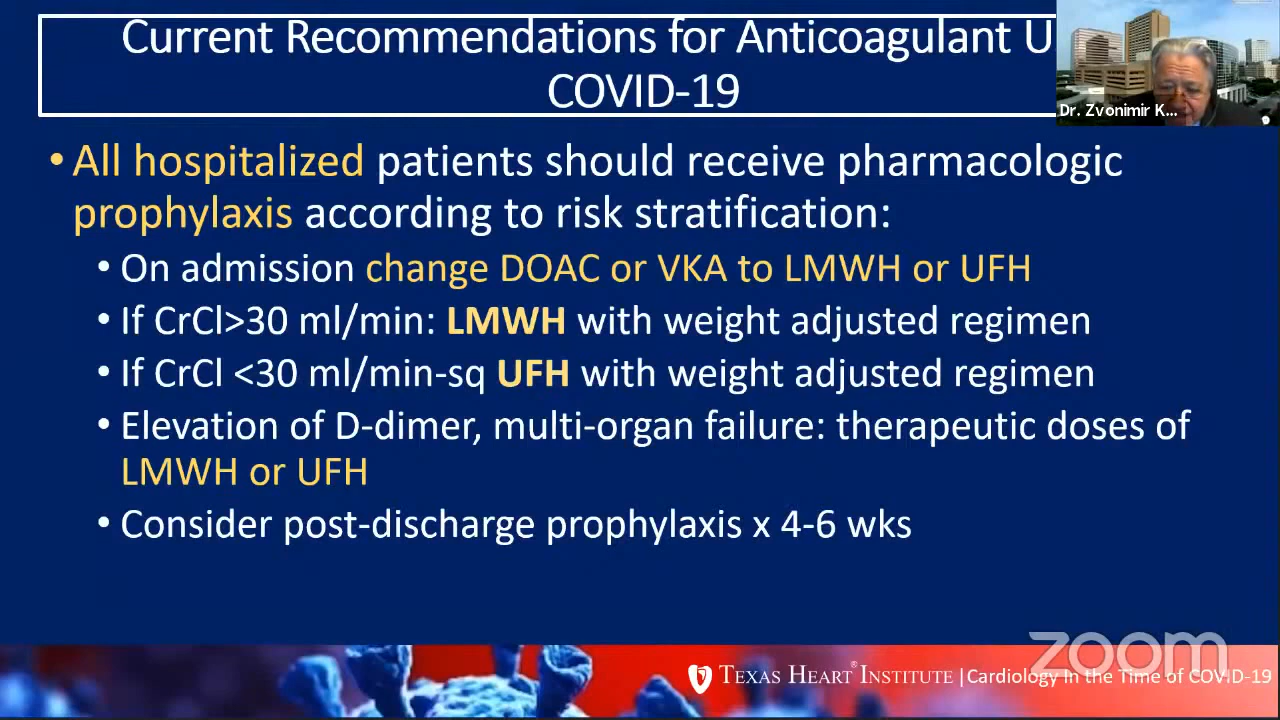 Current Recommendations for Anticoagulant U
COVID-19
Dr. Zvonimir K...
• All hospitalized patients should receive pharmacologic
prophylaxis according to risk stratification:
• On admission change DOAC or VKA to LMWH or UFH
• If CrCl>30 ml/min: LMWH with weight adjusted regimen
• If CrCl <30 ml/min-sq UFH with weight adjusted regimen
• Elevation of D-dimer, multi-organ failure: therapeutic doses of
LMWH or UFH
• Consider post-discharge prophylaxis x 4-6 wks
zoom
TEXAS HEART® INSTITUTE | Cardiology in the Time of COVID-19